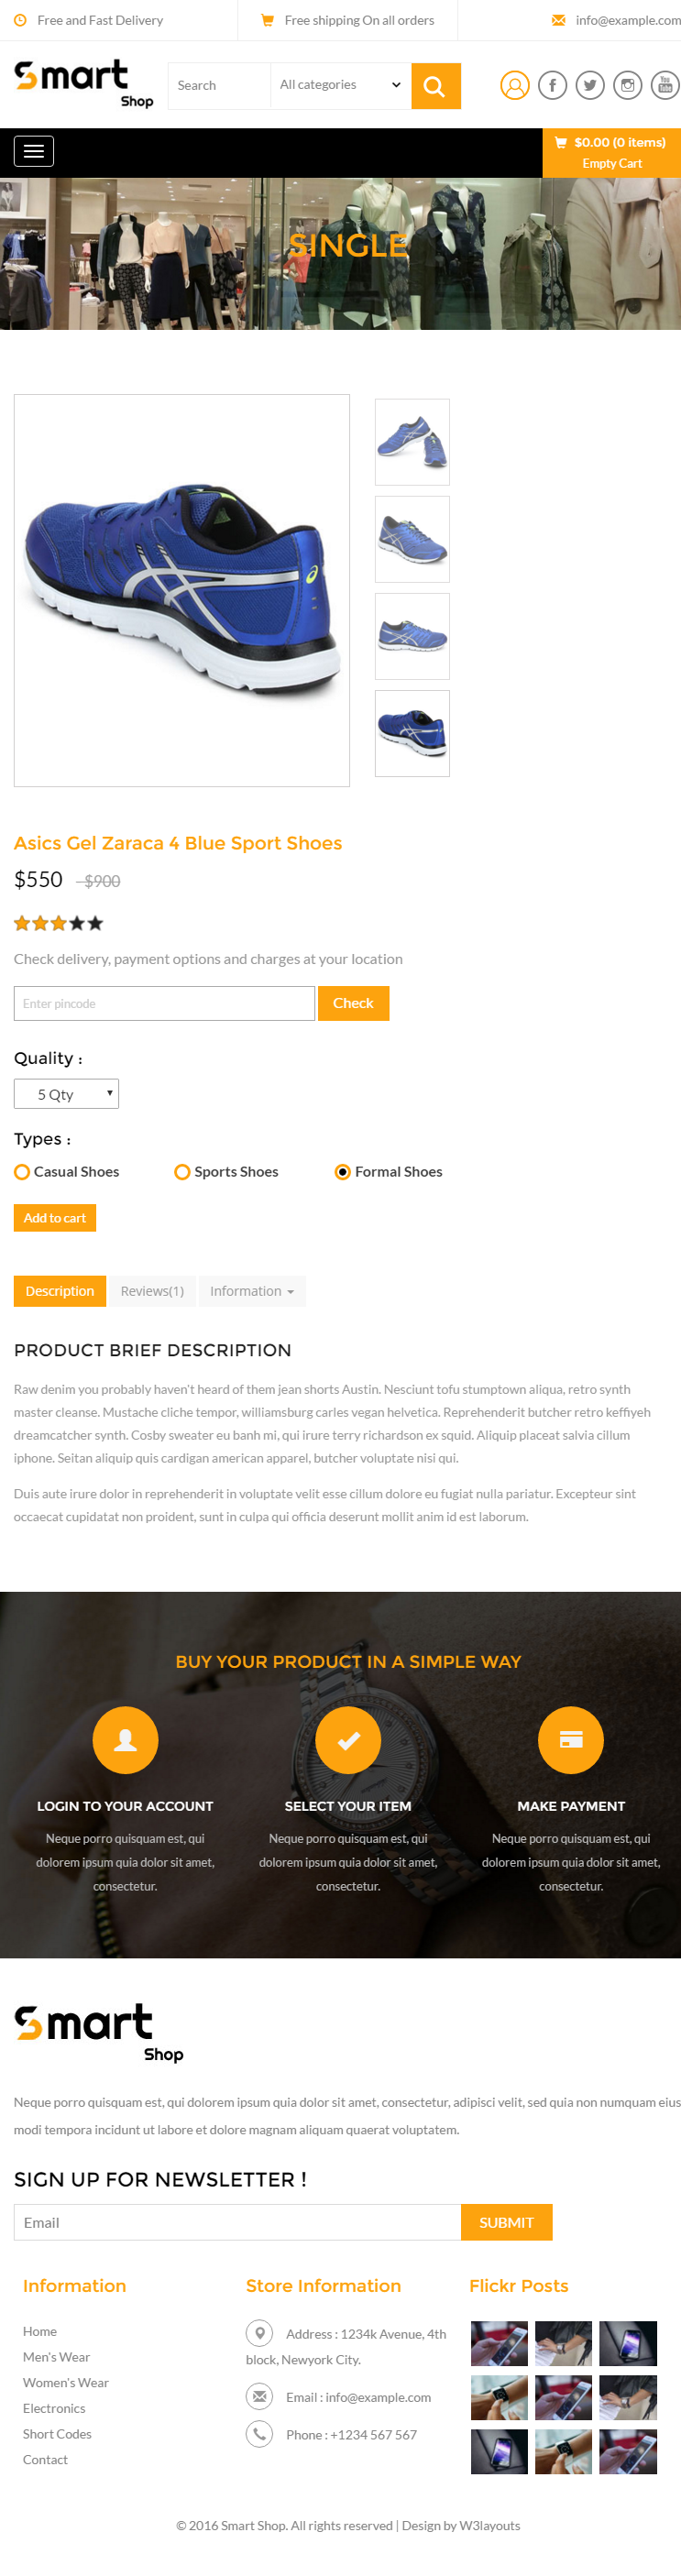 Free and Fast Delivery
Free shipping On all orders
info@example.com
Smart
Shop
Search
All categories
$0.00 (0 items)
Empty Cart
SINGLE
Asics Gel Zaraca 4 Blue Sport Shoes
$550 - $900
Check delivery, payment options and charges at your location
Enter pincode
Check
Quality :
5 Qty
Types :
Casual Shoes
Sports Shoes
Formal Shoes
Add to cart
Description
Reviews(1)
Information
PRODUCT BRIEF DESCRIPTION
Raw denim you probably haven't heard of them jean shorts Austin. Nesciunt tofu stumptown aliqua, retro synth
master cleanse. Mustache cliche tempor, williamsburg carles vegan helvetica. Reprehenderit butcher retro keffiyeh
dreamcatcher synth. Cosby sweater eu banh mi, qui irure terry richardson ex squid. Aliquip placeat salvia cillum
iphone. Seitan aliquip quis cardigan american apparel, butcher voluptate nisi qui.
Duis aute irure dolor in reprehenderit in voluptate velit esse cillum dolore eu fugiat nulla pariatur. Excepteur sint
occaecat cupidatat non proident, sunt in culpa qui officia deserunt mollit anim id est laborum.
BUY YOUR PRODUCT IN A SIMPLE WAY
LOGIN TO YOUR ACCOUNT
Neque porro quisquam est, qui
dolorem ipsum quia dolor sit amet,
consectetur.
SELECT YOUR ITEM
Neque porro quisquam est, qui
dolorem ipsum quia dolor sit amet,
consectetur.
MAKE PAYMENT
Neque porro quisquam est, qui
dolorem ipsum quia dolor sit amet,
consectetur.
Smart
Shop
Neque porro quisquam est, qui dolorem ipsum quia dolor sit amet, consectetur, adipisci velit, sed quia non numquam eius
modi tempora incidunt ut labore et dolore magnam aliquam quaerat voluptatem.
SIGN UP FOR NEWSLETTER !
Email
SUBMIT
Information
Home
Men's Wear
Women's Wear
Electronics
Short Codes
Contact
Store Information
Address : 1234k Avenue, 4th
block, Newyork City.
Email : info@example.com
Phone : +1234 567 567
Flickr Posts
© 2016 Smart Shop. All rights reserved | Design by W3layouts